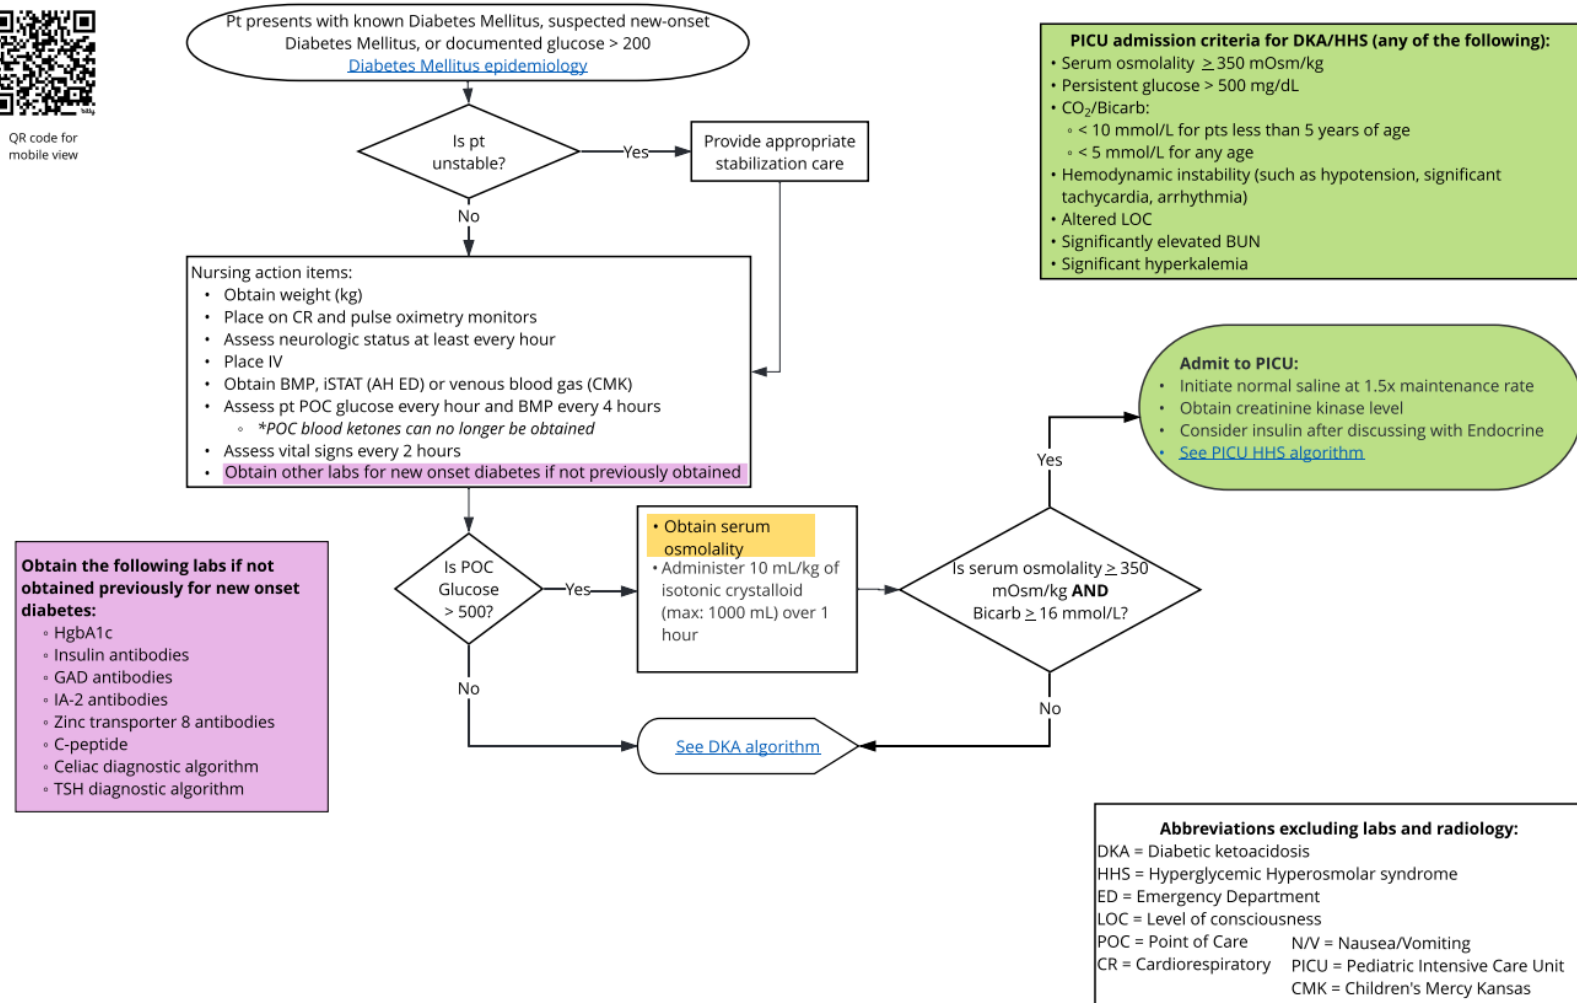 Pt presents with known Diabetes Mellitus, suspected new-onset
Diabetes Mellitus, or documented glucose > 200
Diabetes Mellitus epidemiology
QR code for
mobile view
bitly
Is pt
unstable?
Yes
Provide appropriate
stabilization care
No
Nursing action items:
• Obtain weight (kg)
• Place on CR and pulse oximetry monitors
• Assess neurologic status at least every hour
• Place IV
• Obtain BMP, iSTAT (AH ED) or venous blood gas (CMK)
• Assess pt POC glucose every hour and BMP every 4 hours
◦ *POC blood ketones can no longer be obtained
• Assess vital signs every 2 hours
• Obtain other labs for new onset diabetes if not previously obtained
PICU admission criteria for DKA/HHS (any of the following):
• Serum osmolality ≥ 350 mOsm/kg
• Persistent glucose > 500 mg/dL
• CO₂/Bicarb:
◦ < 10 mmol/L for pts less than 5 years of age
◦ < 5 mmol/L for any age
• Hemodynamic instability (such as hypotension, significant
tachycardia, arrhythmia)
• Altered LOC
• Significantly elevated BUN
• Significant hyperkalemia
Admit to PICU:
• Initiate normal saline at 1.5x maintenance rate
• Obtain creatinine kinase level
• Consider insulin after discussing with Endocrine
• See PICU HHS algorithm
Yes
Obtain the following labs if not
obtained previously for new onset
diabetes:
◦ HgbA1c
◦ Insulin antibodies
◦ GAD antibodies
◦ IA-2 antibodies
◦ Zinc transporter 8 antibodies
◦ C-peptide
◦ Celiac diagnostic algorithm
◦ TSH diagnostic algorithm
Is POC
Glucose
> 500?
Yes
• Obtain serum
osmolality
• Administer 10 mL/kg of
isotonic crystalloid
(max: 1000 mL) over 1
hour
Is serum osmolality ≥ 350
mOsm/kg AND
Bicarb ≥ 16 mmol/L?
No
No
See DKA algorithm
Abbreviations excluding labs and radiology:
DKA = Diabetic ketoacidosis
HHS = Hyperglycemic Hyperosmolar syndrome
ED = Emergency Department
LOC = Level of consciousness
POC = Point of Care N/V = Nausea/Vomiting
CR = Cardiorespiratory PICU = Pediatric Intensive Care Unit
CMK = Children's Mercy Kansas